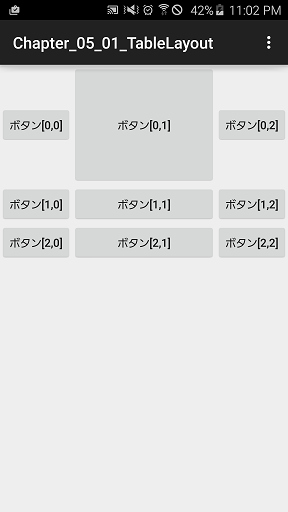 42% 11:02 PM
Chapter_05_01_TableLayout
ボタン[0,0] ボタン[0,1] ボタン[0,2]
ボタン[1,0] ボタン[1,1] ボタン[1,2]
ボタン[2,0] ボタン[2,1] ボタン[2,2]